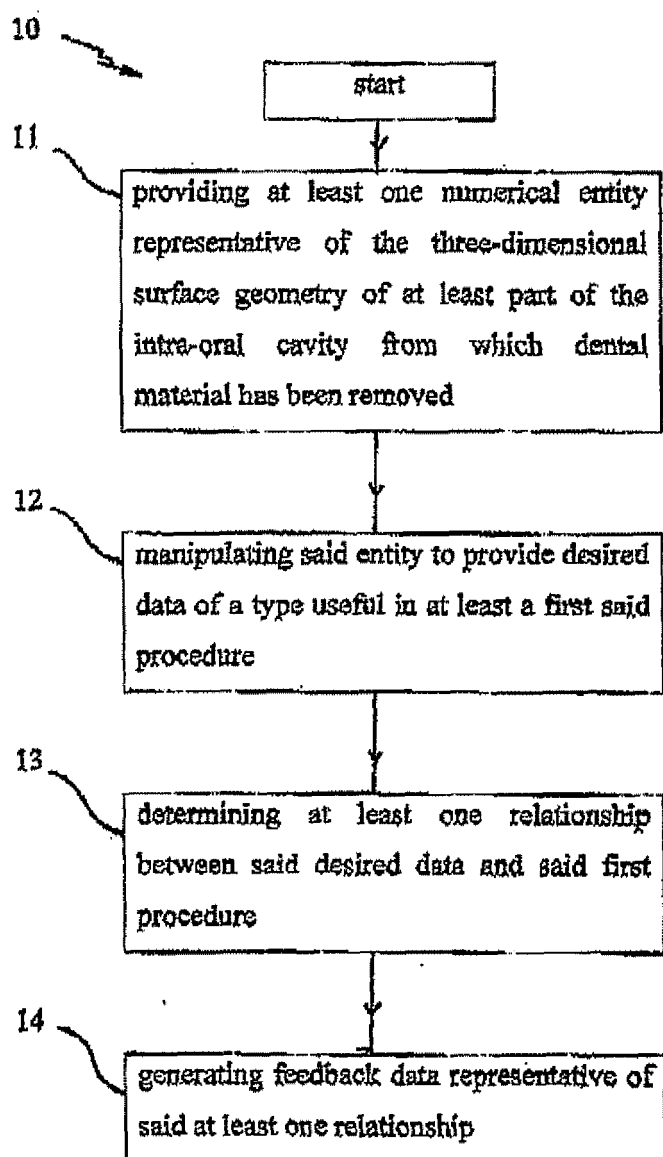 10
start
11
providing at least one numerical entity
representative of the three-dimensional
surface geometry of at least part of the
intra-oral cavity from which dental
material has been removed
12
manipulating said entity to provide desired
data of a type useful in at least a first said
procedure
13
determining at least one relationship
between said desired data and said first
procedure
14
generating feedback data representative of
said at least one relationship